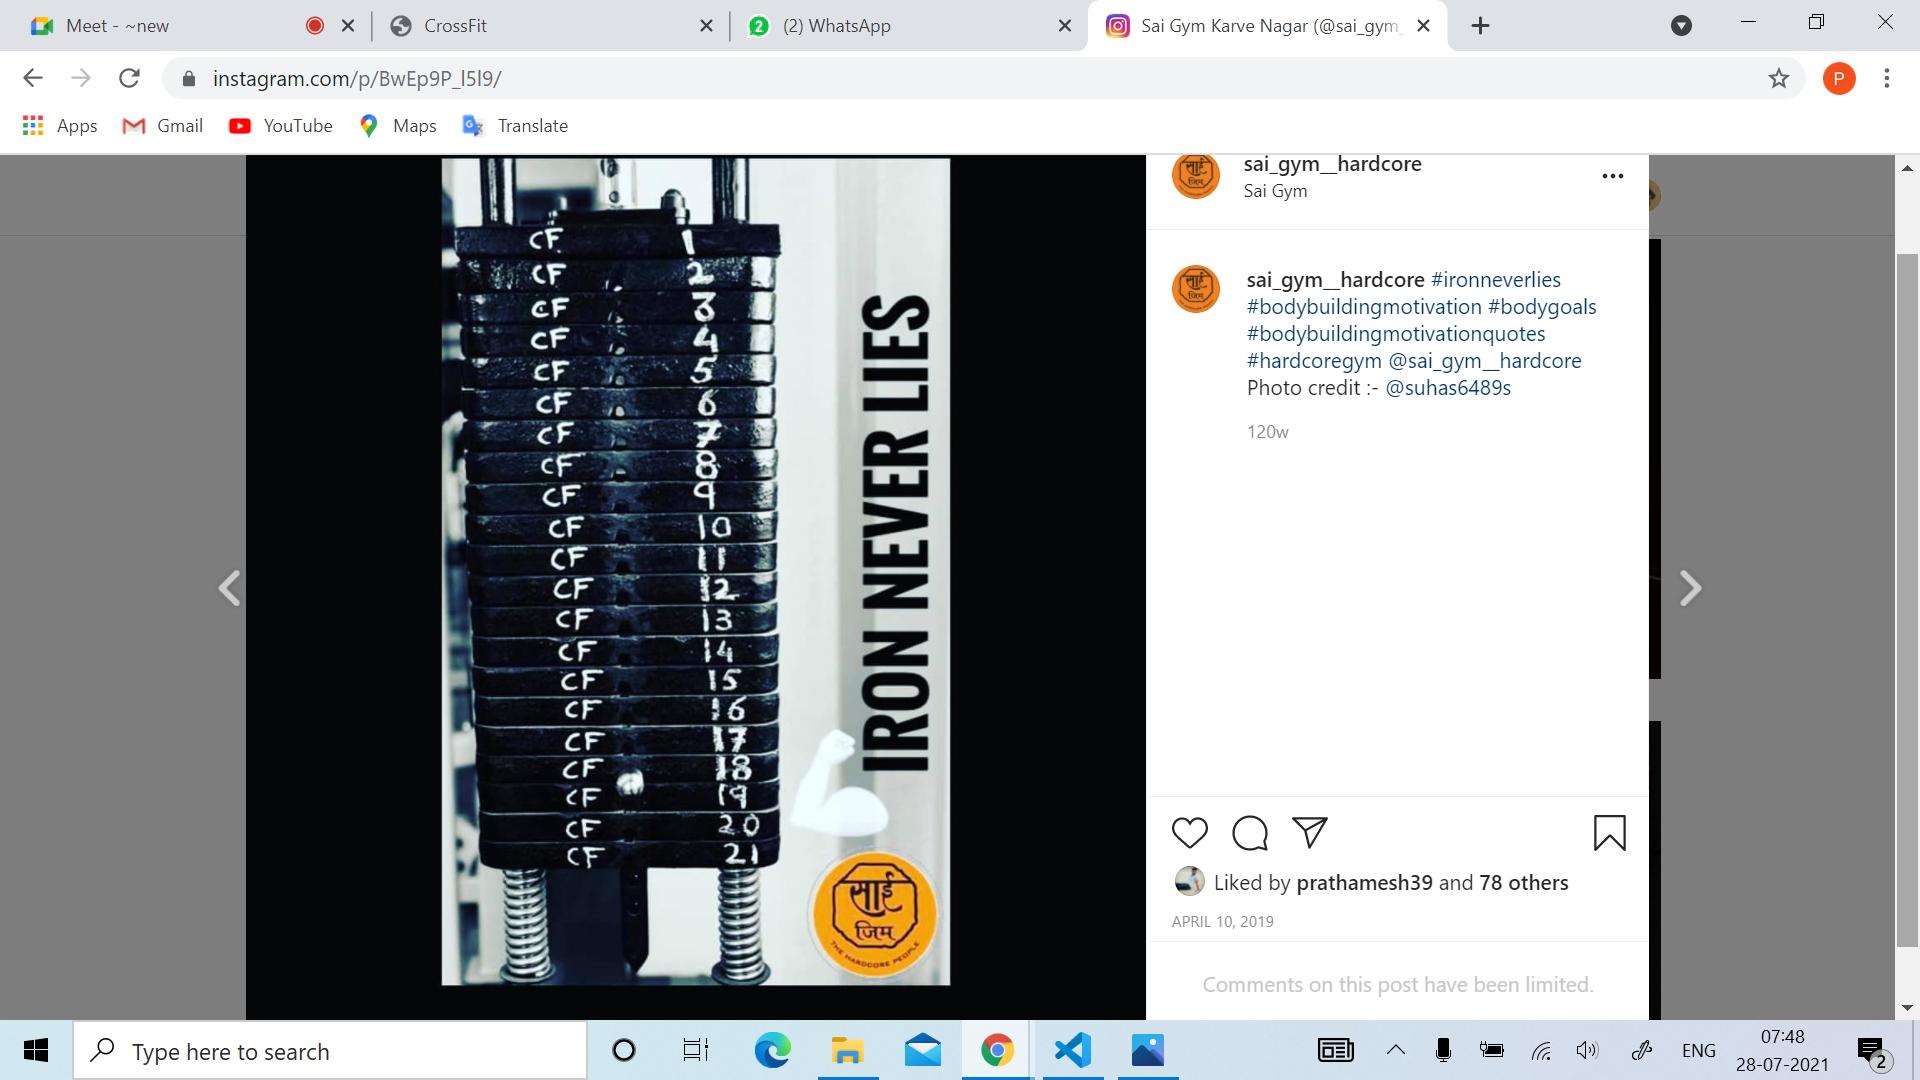 Meet - ~new
CrossFit
(2) WhatsApp
Sai Gym Karve Nagar (@sai_gym_
instagram.com/p/BwEp9P_l5l9/
P
Apps
Gmail
YouTube
Maps
Translate
CF 1
CF 2
CF 3
CF 4
CF 5
CF 6
CF 7
CF 8
CF 9
CF 10
CF 11
CF 12
CF 13
CF 14
CF 15
CF 16
CF 17
CF 18
CF 19
CF 20
CF 21
IRON NEVER LIES
साई
जिम
THE HARDCORE PEOPLE
sai_gym__hardcore
Sai Gym
sai_gym__hardcore #ironneverlies
#bodybuildingmotivation #bodygoals
#bodybuildingmotivationquotes
#hardcoregym @sai_gym__hardcore
Photo credit :- @suhas6489s
120w
Liked by prathamesh39 and 78 others
APRIL 10, 2019
Comments on this post have been limited.
Type here to search
ENG
07:48
28-07-2021
2